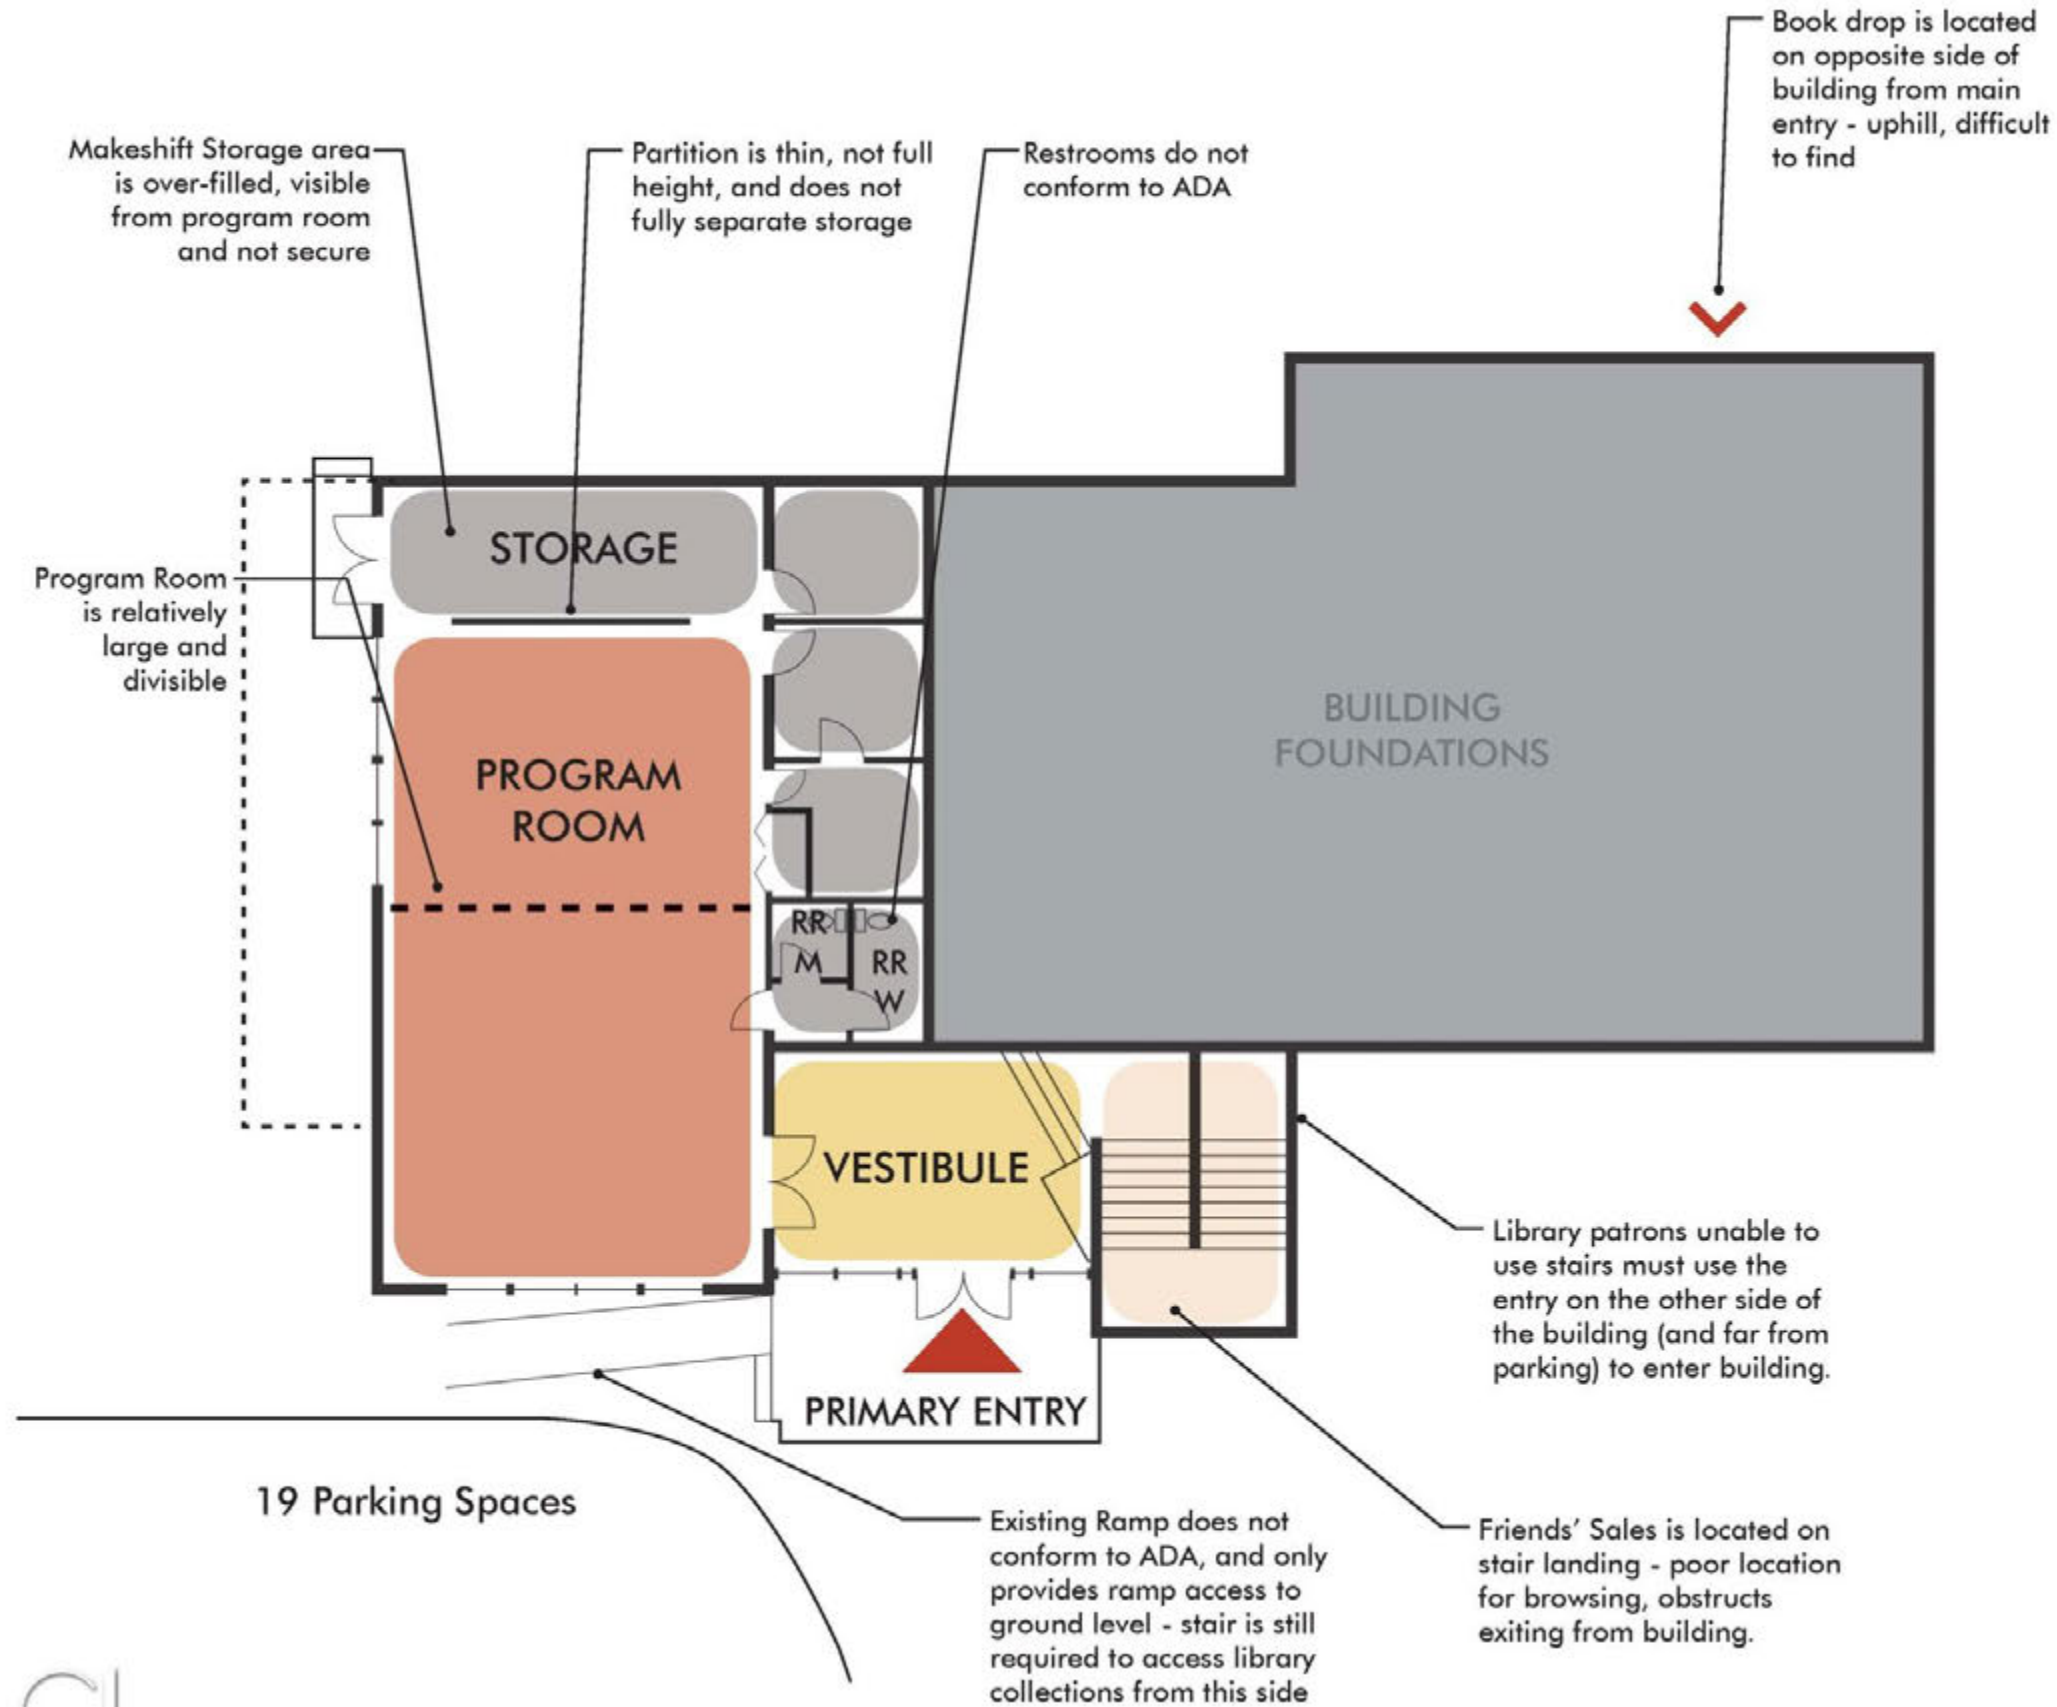 Book drop is located
on opposite side of
building from main
entry - uphill, difficult
to find
Makeshift Storage area
is over-filled, visible
from program room
and not secure
Partition is thin, not full
height, and does not
fully separate storage
Restrooms do not
conform to ADA
STORAGE
Program Room
is relatively
large and
divisible
PROGRAM
ROOM
BUILDING
FOUNDATIONS
RR
M
RR
W
VESTIBULE
Library patrons unable to
use stairs must use the
entry on the other side of
the building (and far from
parking) to enter building.
PRIMARY ENTRY
19 Parking Spaces
Existing Ramp does not
conform to ADA, and only
provides ramp access to
ground level - stair is still
required to access library
collections from this side
Friends' Sales is located on
stair landing - poor location
for browsing, obstructs
exiting from building.